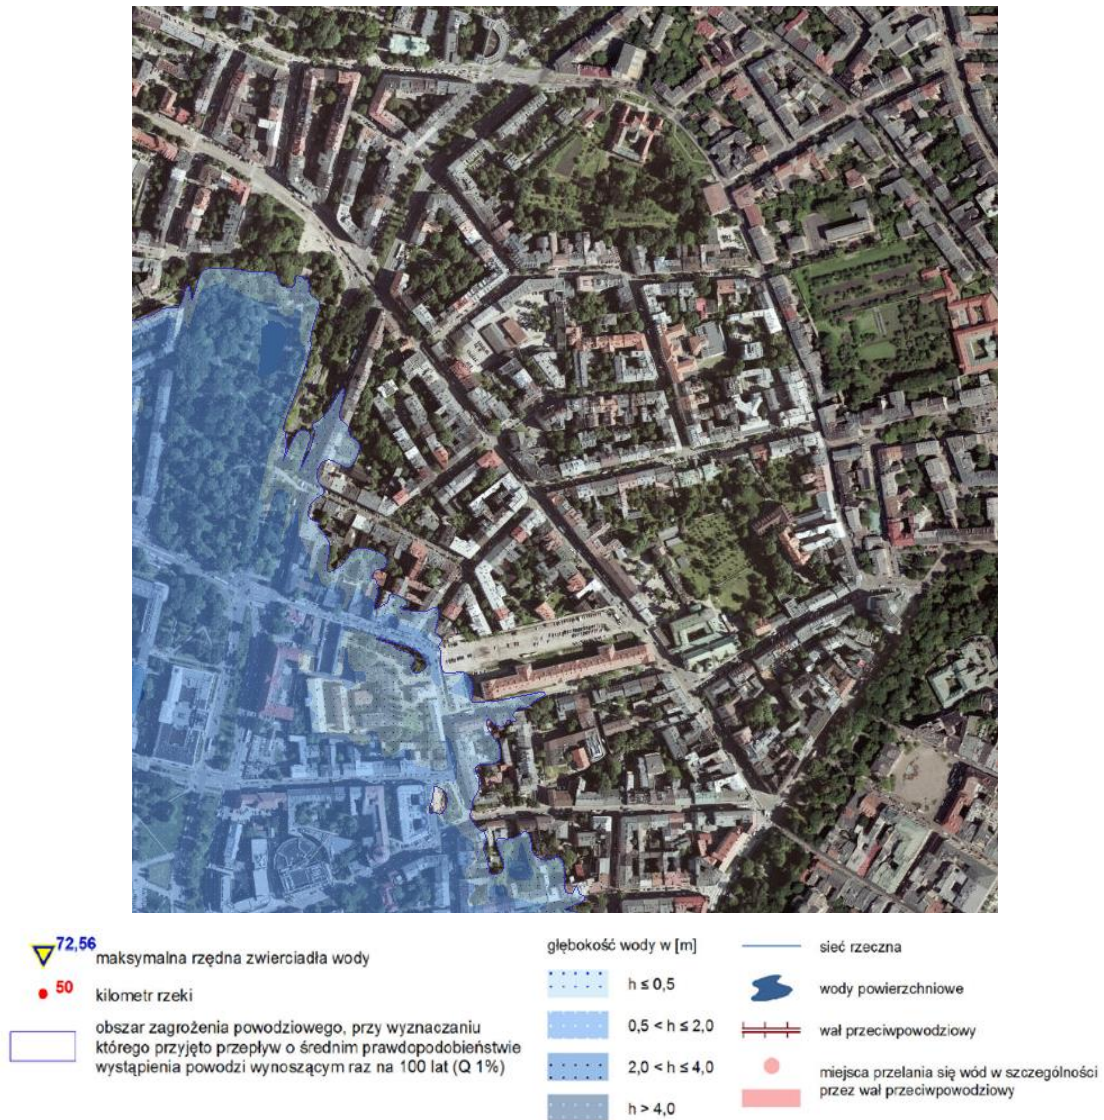 72,56
maksymalna rzędna zwierciadła wody
50
kilometr rzeki
obszar zagrożenia powodziowego, przy wyznaczaniu
którego przyjęto przepływ o średnim prawdopodobieństwie
wystąpienia powodzi wynoszącym raz na 100 lat (Q 1%)
głębokość wody w [m]
h ≤ 0,5
0,5 < h ≤ 2,0
2,0 < h ≤ 4,0
h > 4,0
sieć rzeczna
wody powierzchniowe
wał przeciwpowodziowy
miejsca przelania się wód w szczególności
przez wał przeciwpowodziowy